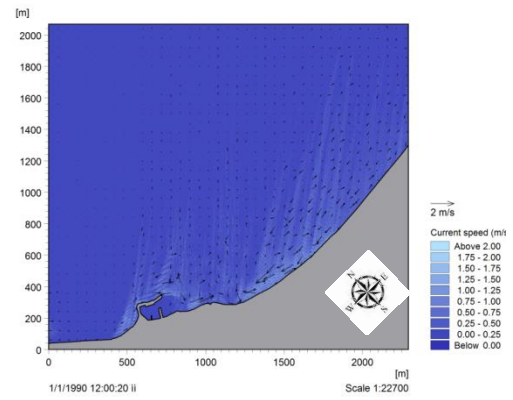 [m]
2000
1800
1600
1400
1200
1000
800
600
400
200
0
0
500
1000
1500
2000
[m]
1/1/1990 12:00:20 ii
Scale 1:22700
N
E
S
W
2 m/s
Current speed (m/s
Above 2.00
1.75 - 2.00
1.50 - 1.75
1.25 - 1.50
1.00 - 1.25
0.75 - 1.00
0.50 - 0.75
0.25 - 0.50
0.00 - 0.25
Below 0.00